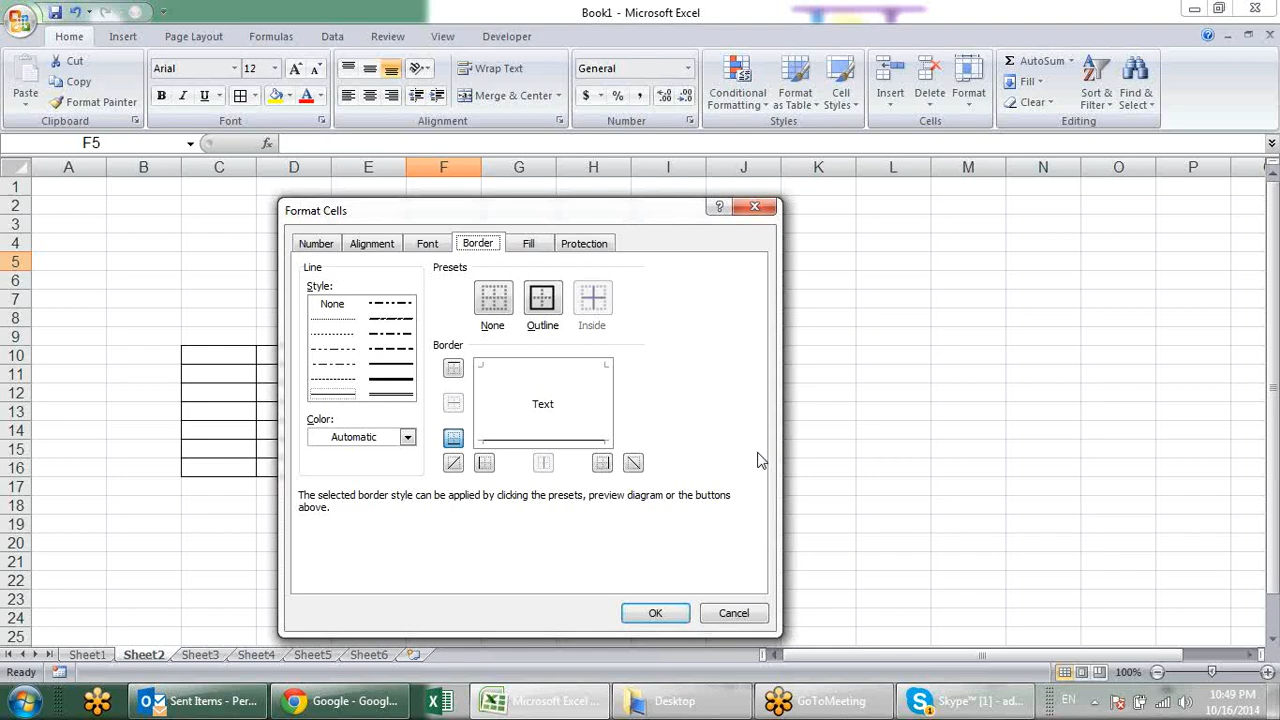 Book1 - Microsoft Excel
Home Insert Page Layout Formulas Data Review View Developer
Paste
Cut
Copy
Format Painter
Clipboard
Arial 12
B I U
Font
Wrap Text
Merge & Center
Alignment
General
$ % ,
Number
Conditional Formatting
Format as Table
Cell Styles
Styles
Insert
Delete
Format
Cells
AutoSum
Fill
Clear
Sort & Filter
Find & Select
Editing
F5
fx
A B C D E F G H I J K L M N O P
1
2
3
4
5
6
7
8
9
10
11
12
13
14
15
16
17
18
19
20
21
22
23
24
25
Format Cells
Number Alignment Font Border Fill Protection
Line
Style:
None
Color:
Automatic
Presets
None Outline Inside
Border
Text
The selected border style can be applied by clicking the presets, preview diagram or the buttons
above.
OK Cancel
Sheet1 Sheet2 Sheet3 Sheet4 Sheet5 Sheet6
Ready
100%
Sent Items - Per...
Google - Googl...
Microsoft Excel ...
Desktop
GoToMeeting
Skype™ [1] - ad...
EN
10:49 PM
10/16/2014